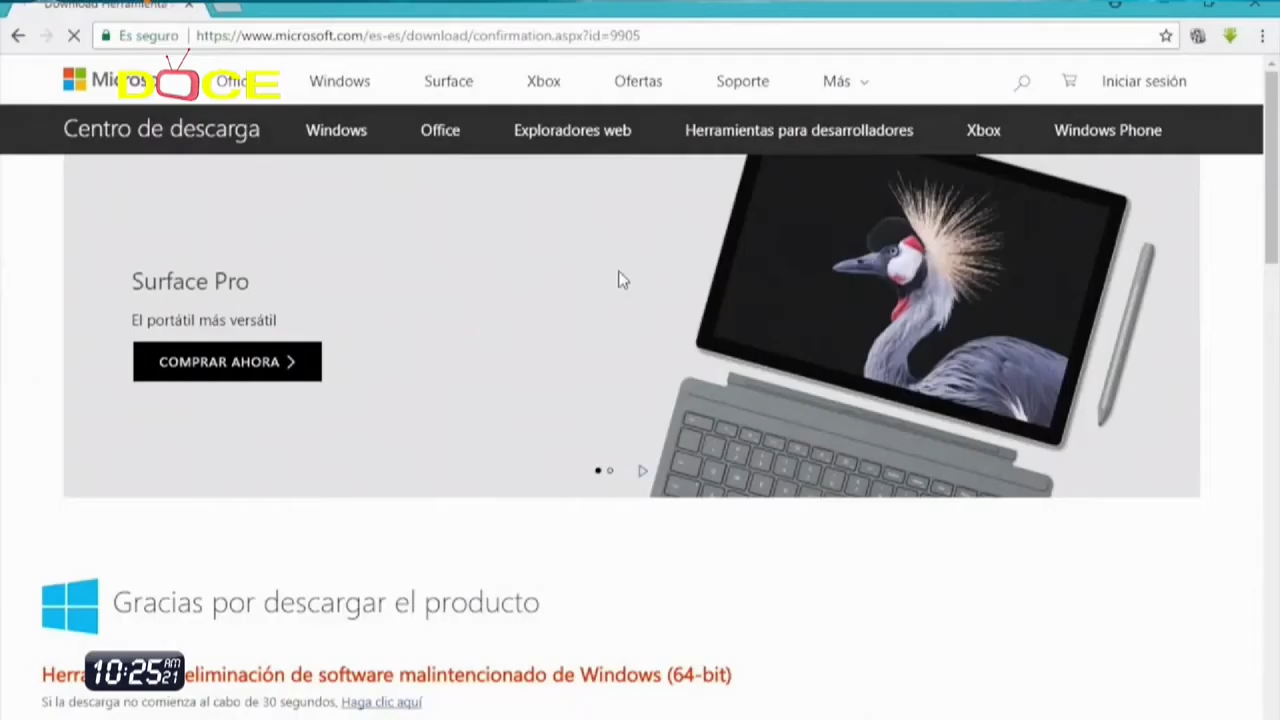 Download Herramienta
Es seguro
https://www.microsoft.com/es-es/download/confirmation.aspx?id=9905
DOCE
Windows
Surface
Xbox
Ofertas
Soporte
Más
Iniciar sesión
Centro de descarga
Windows
Office
Exploradores web
Herramientas para desarrolladores
Xbox
Windows Phone
Surface Pro
El portátil más versátil
COMPRAR AHORA
Gracias por descargar el producto
eliminación de software malintencionado de Windows (64-bit)
10:25 AM 21
Si la descarga no comienza al cabo de 30 segundos, Haga clic aquí